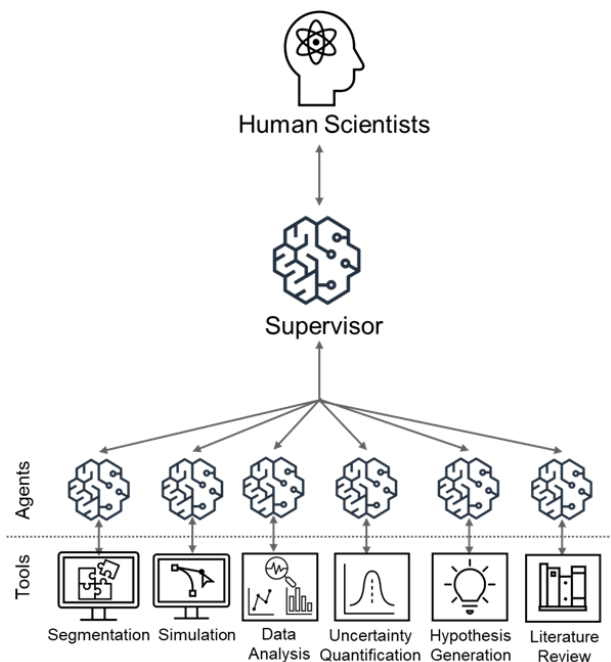 Human Scientists
Supervisor
Agents
Tools
Segmentation
Simulation
Data
Analysis
Uncertainty
Quantification
Hypothesis
Generation
Literature
Review